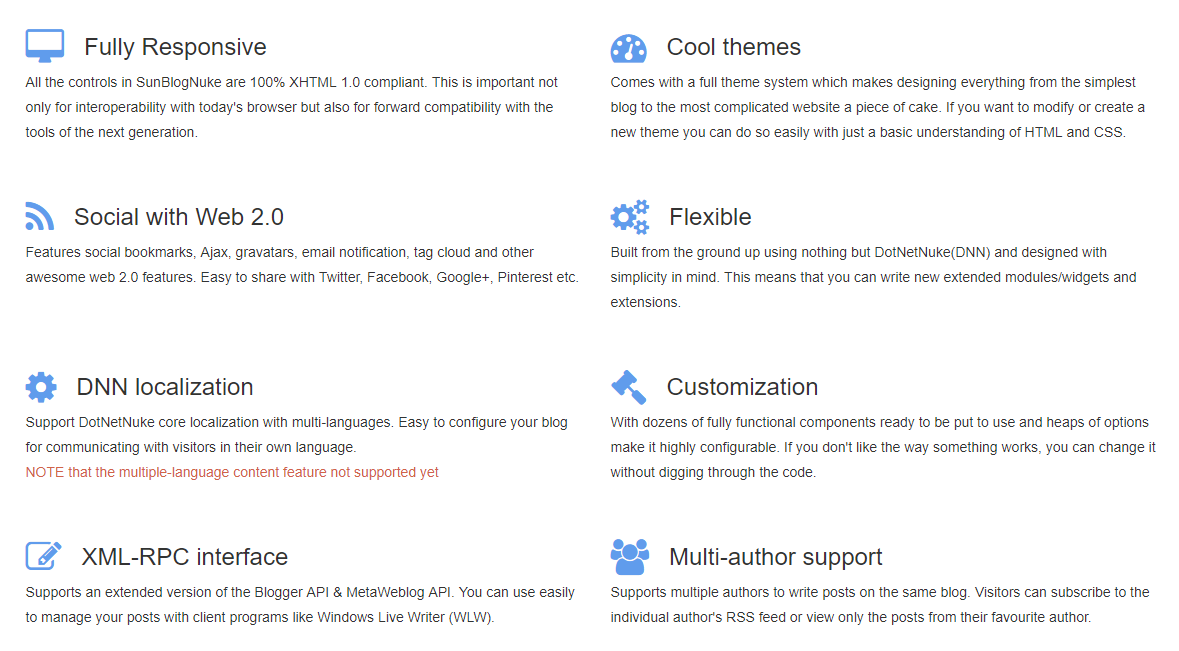 Fully Responsive
All the controls in SunBlogNuke are 100% XHTML 1.0 compliant. This is important not
only for interoperability with today's browser but also for forward compatibility with the
tools of the next generation.
Cool themes
Comes with a full theme system which makes designing everything from the simplest
blog to the most complicated website a piece of cake. If you want to modify or create a
new theme you can do so easily with just a basic understanding of HTML and CSS.
Social with Web 2.0
Features social bookmarks, Ajax, gravatars, email notification, tag cloud and other
awesome web 2.0 features. Easy to share with Twitter, Facebook, Google+, Pinterest etc.
Flexible
Built from the ground up using nothing but DotNetNuke(DNN) and designed with
simplicity in mind. This means that you can write new extended modules/widgets and
extensions.
DNN localization
Support DotNetNuke core localization with multi-languages. Easy to configure your blog
for communicating with visitors in their own language.
NOTE that the multiple-language content feature not supported yet
Customization
With dozens of fully functional components ready to be put to use and heaps of options
make it highly configurable. If you don't like the way something works, you can change it
without digging through the code.
XML-RPC interface
Supports an extended version of the Blogger API & MetaWeblog API. You can use easily
to manage your posts with client programs like Windows Live Writer (WLW).
Multi-author support
Supports multiple authors to write posts on the same blog. Visitors can subscribe to the
individual author's RSS feed or view only the posts from their favourite author.